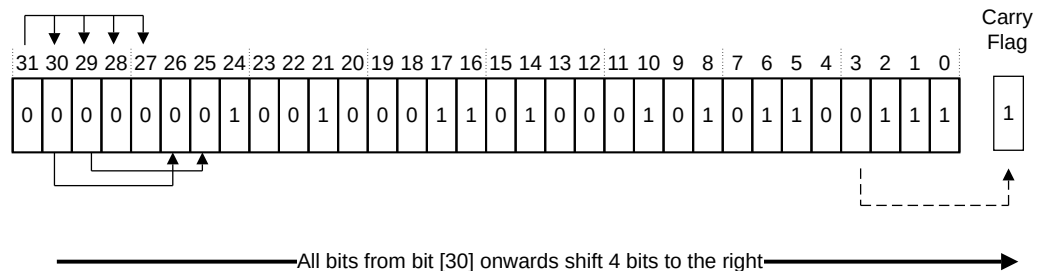 Carry
Flag
31 30 29 28 27 26 25 24 23 22 21 20 19 18 17 16 15 14 13 12 11 10 9 8 7 6 5 4 3 2 1 0
0 0 0 0 0 0 0 1 0 0 1 0 0 0 1 1 0 1 0 0 0 1 0 1 0 1 1 0 0 1 1 1 1
All bits from bit [30] onwards shift 4 bits to the right